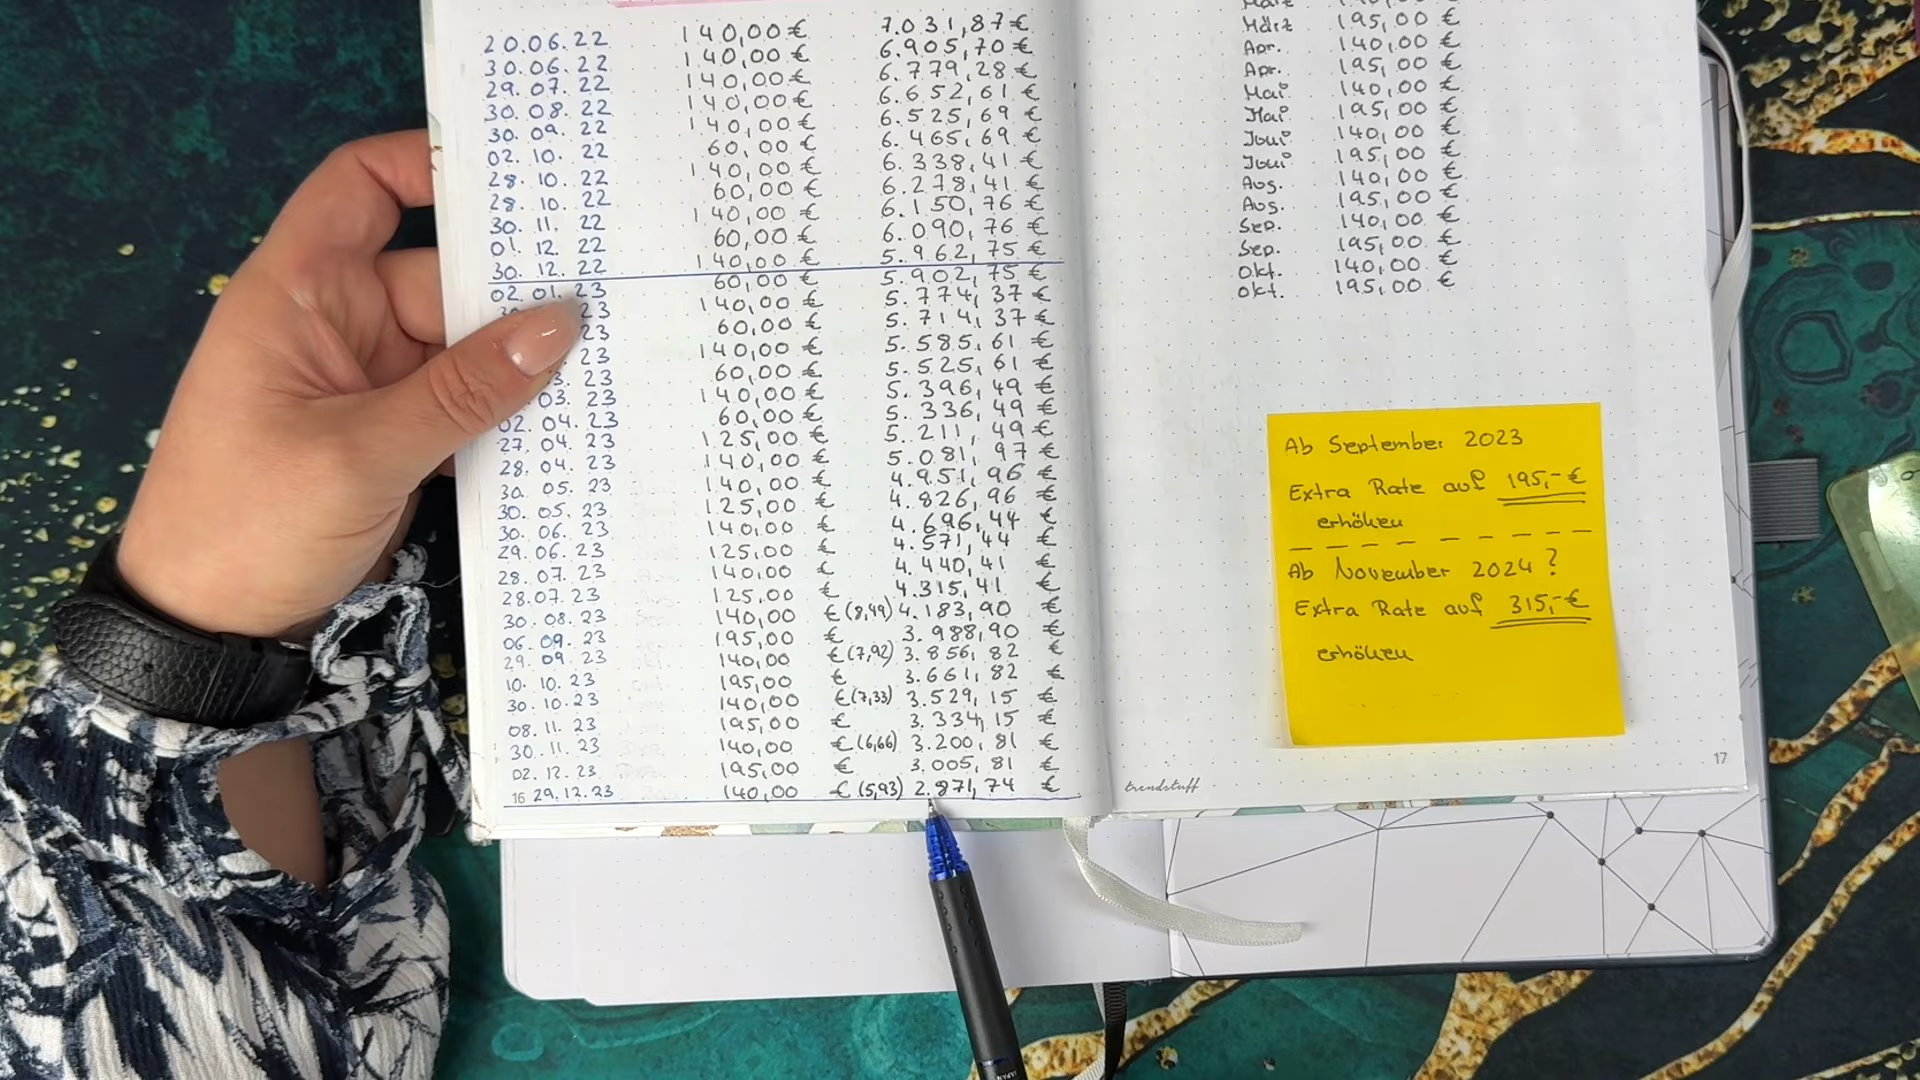 20.06.22 140,00 € 7.031,87 €
30.06.22 140,00 € 6.905,70 €
29.07.22 140,00 € 6.779,28 €
30.08.22 140,00 € 6.652,61 €
30.09.22 140,00 € 6.525,69 €
02.10.22 60,00 € 6.465,69 €
28.10.22 140,00 € 6.338,41 €
28.10.22 60,00 € 6.278,41 €
30.11.22 140,00 € 6.150,76 €
01.12.22 60,00 € 6.090,76 €
30.12.22 140,00 € 5.962,75 €
02.01.23 60,00 € 5.902,75 €
23 140,00 € 5.774,37 €
23 60,00 € 5.714,37 €
23 140,00 € 5.585,61 €
23 60,00 € 5.525,61 €
03.23 140,00 € 5.396,49 €
02.04.23 60,00 € 5.336,49 €
27.04.23 125,00 € 5.211,49 €
28.04.23 140,00 € 5.081,97 €
30.05.23 140,00 € 4.951,96 €
30.05.23 125,00 € 4.826,96 €
30.06.23 140,00 € 4.696,44 €
29.06.23 125,00 € 4.571,44 €
28.07.23 140,00 € 4.440,41 €
28.07.23 125,00 € 4.315,41 €
30.08.23 140,00 € (8,49) 4.183,90 €
06.09.23 195,00 € 3.988,90 €
29.09.23 140,00 € (7,92) 3.856,82 €
10.10.23 195,00 € 3.661,82 €
30.10.23 140,00 € (7,33) 3.529,15 €
08.11.23 195,00 € 3.334,15 €
30.11.23 140,00 € (6,66) 3.200,81 €
02.12.23 195,00 € 3.005,81 €
29.12.23 140,00 € (5,93) 2.871,74 €
16
März 195,00 €
März 195,00 €
Apr. 140,00 €
Apr. 195,00 €
Mai 140,00 €
Mai 195,00 €
Juni 140,00 €
Juni 195,00 €
Aug. 140,00 €
Aug. 195,00 €
Sep. 140,00 €
Sep. 195,00 €
Okt. 140,00 €
Okt. 195,00 €
Ab September 2023
Extra Rate auf 195,-€
erhöhen
Ab November 2024?
Extra Rate auf 315,-€
erhöhen
trendstuff
17
JAPAN